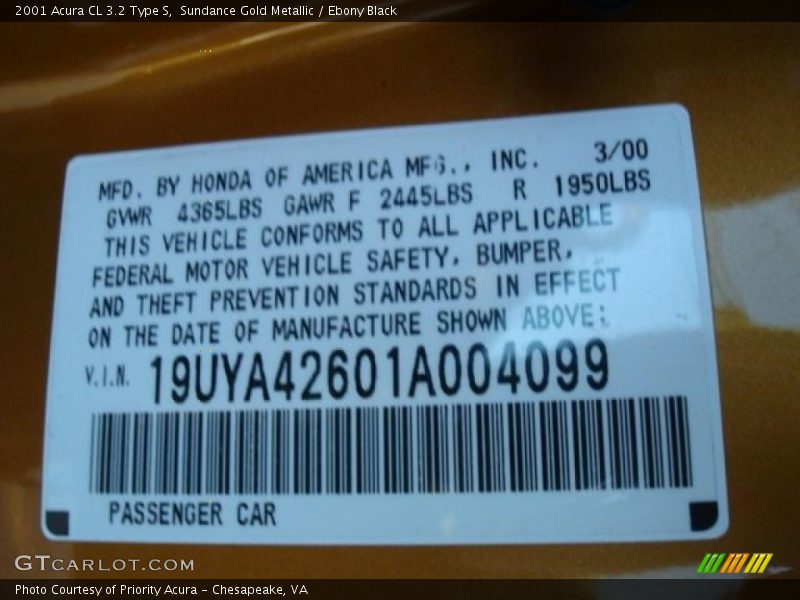 2001 Acura CL 3.2 Type S, Sundance Gold Metallic / Ebony Black
MFD. BY HONDA OF AMERICA MFG., INC. 3/00
GVWR 4365LBS GAWR F 2445LBS R 1950LBS
THIS VEHICLE CONFORMS TO ALL APPLICABLE
FEDERAL MOTOR VEHICLE SAFETY, BUMPER,
AND THEFT PREVENTION STANDARDS IN EFFECT
ON THE DATE OF MANUFACTURE SHOWN ABOVE:
V.I.N. 19UYA42601A004099
PASSENGER CAR
GTCARLOT.COM
Photo Courtesy of Priority Acura - Chesapeake, VA